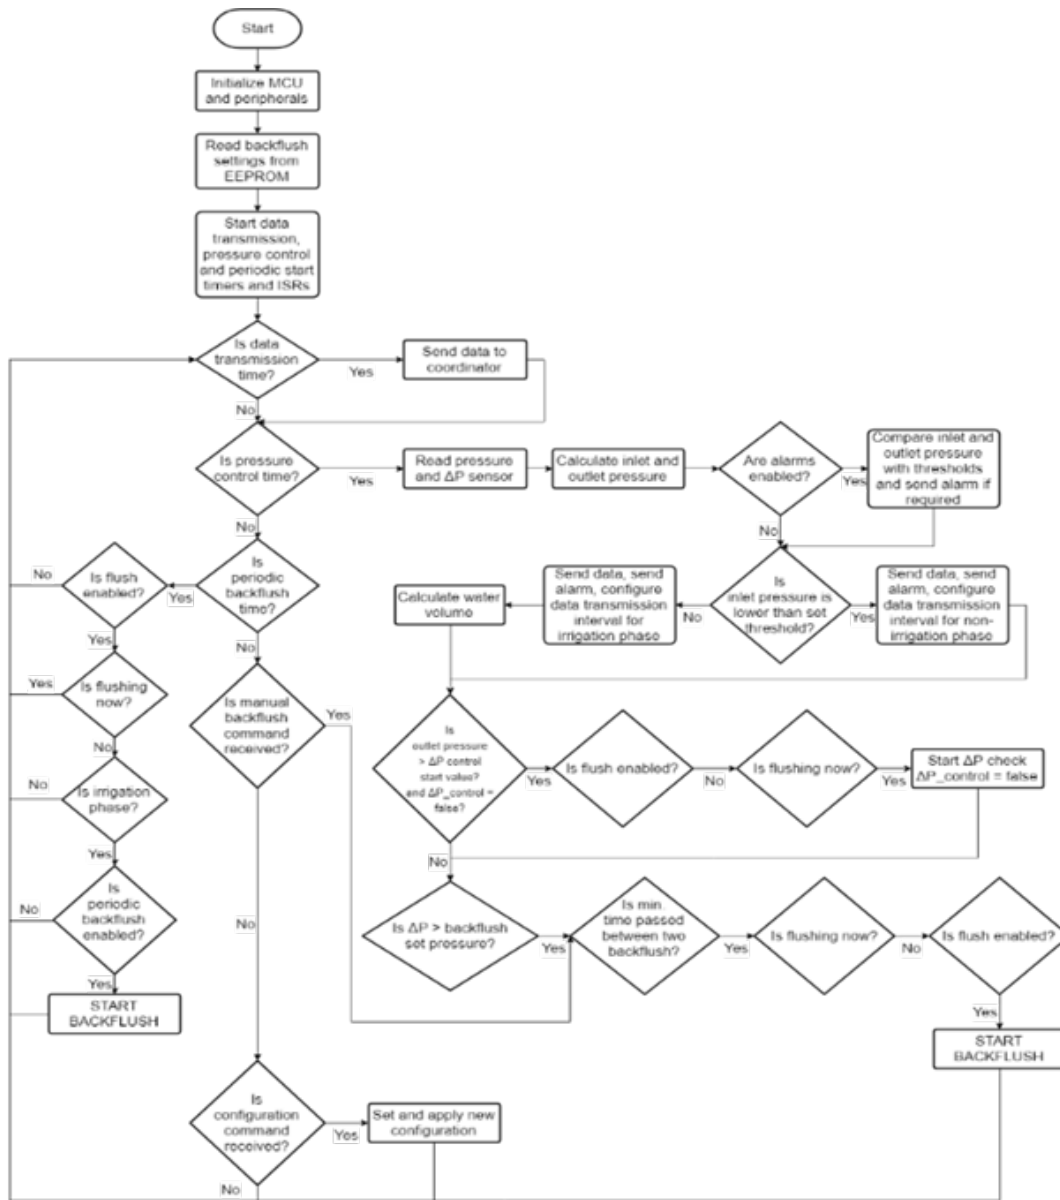 Start
Initialize MCU
and peripherals
Read backflush
settings from
EEPROM
Start data
transmission,
pressure control
and periodic start
timers and ISRs
Is data
transmission
time?
Yes
Send data to
coordinator
No
Is pressure
control time?
Yes
Read pressure
and ΔP sensor
Calculate inlet and
outlet pressure
Are alarms
enabled?
Yes
Compare inlet and
outlet pressure
with thresholds
and send alarm if
required
No
No
Is
inlet pressure is
lower than set
threshold?
No
Send data, send
alarm, configure
data transmission
interval for
irrigation phase
Yes
Send data, send
alarm, configure
data transmission
interval for non-
irrigation phase
Calculate water
volume
Is
periodic
backflush
time?
Yes
Is flush
enabled?
No
Yes
Is flushing
now?
Yes
No
Is irrigation
phase?
No
Yes
Is
periodic
backflush
enabled?
No
Yes
START
BACKFLUSH
No
Is manual
backflush
command
received?
Yes
No
Is
outlet pressure
> ΔP control
start value?
and ΔP_control =
false?
Yes
Is flush enabled?
No
Is flushing now?
Yes
Start ΔP check
ΔP_control = false
No
Is ΔP > backflush
set pressure?
Yes
Is min.
time passed
between two
backflush?
Yes
Is flushing now?
No
Is flush enabled?
Yes
START
BACKFLUSH
Is
configuration
command
received?
Yes
Set and apply new
configuration
No